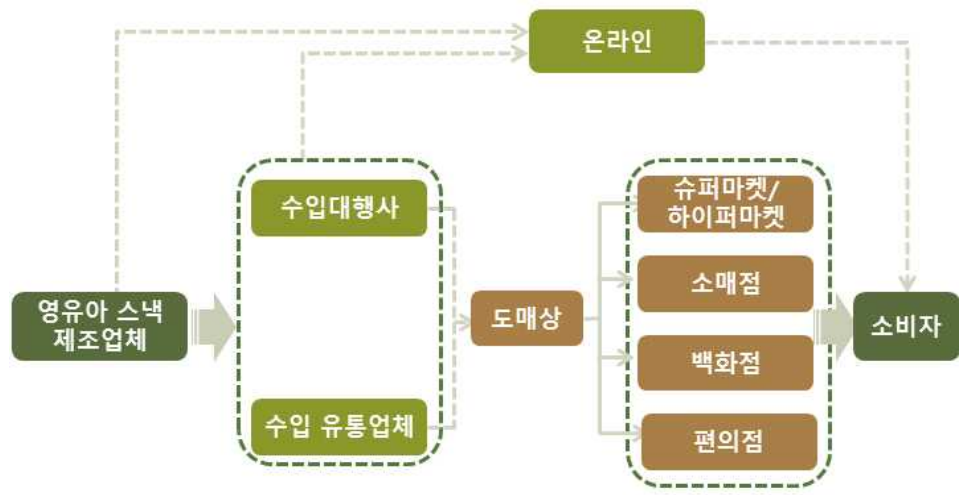 온라인
수입대행사
슈퍼마켓/
하이퍼마켓
소매점
영유아 스낵
제조업체
도매상
소비자
백화점
수입 유통업체
편의점